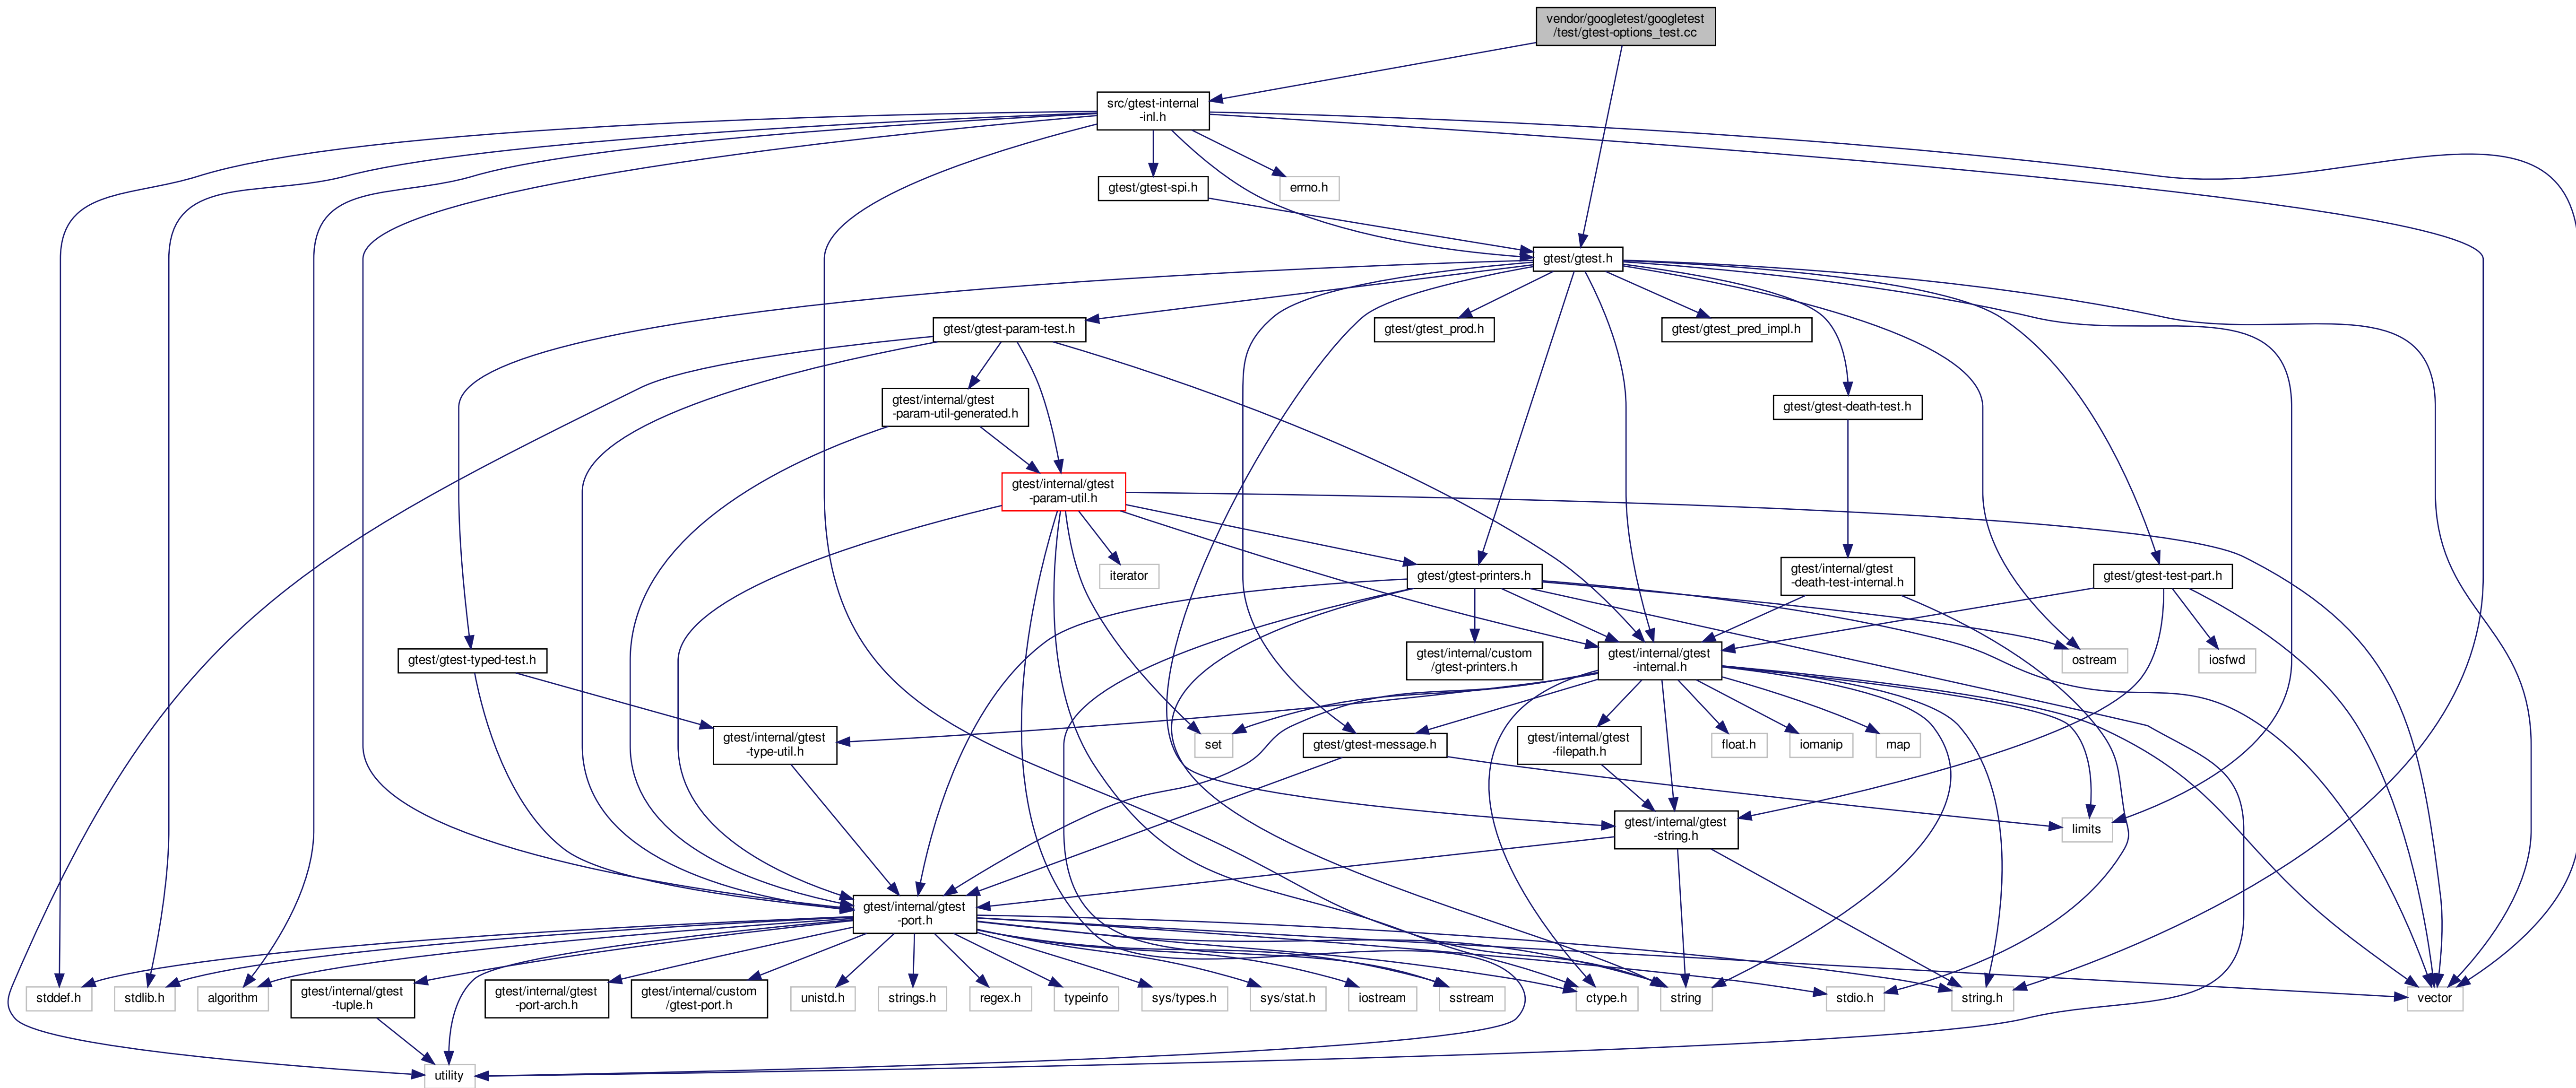 vendor/googletest/googletest
/test/gtest-options_test.cc
src/gtest-internal
-inl.h
gtest/gtest-spi.h
errno.h
gtest/gtest.h
gtest/gtest-param-test.h
gtest/gtest_prod.h
gtest/gtest_pred_impl.h
gtest/internal/gtest
-param-util-generated.h
gtest/gtest-death-test.h
gtest/internal/gtest
-param-util.h
iterator
gtest/gtest-printers.h
gtest/internal/gtest
-death-test-internal.h
gtest/gtest-test-part.h
gtest/gtest-typed-test.h
gtest/internal/custom
/gtest-printers.h
gtest/internal/gtest
-internal.h
ostream
iosfwd
gtest/internal/gtest
-type-util.h
set
gtest/gtest-message.h
gtest/internal/gtest
-filepath.h
float.h
iomanip
map
gtest/internal/gtest
-string.h
limits
gtest/internal/gtest
-port.h
stddef.h
stdlib.h
algorithm
gtest/internal/gtest
-tuple.h
gtest/internal/gtest
-port-arch.h
gtest/internal/custom
/gtest-port.h
unistd.h
strings.h
regex.h
typeinfo
sys/types.h
sys/stat.h
iostream
sstream
ctype.h
string
stdio.h
string.h
vector
utility